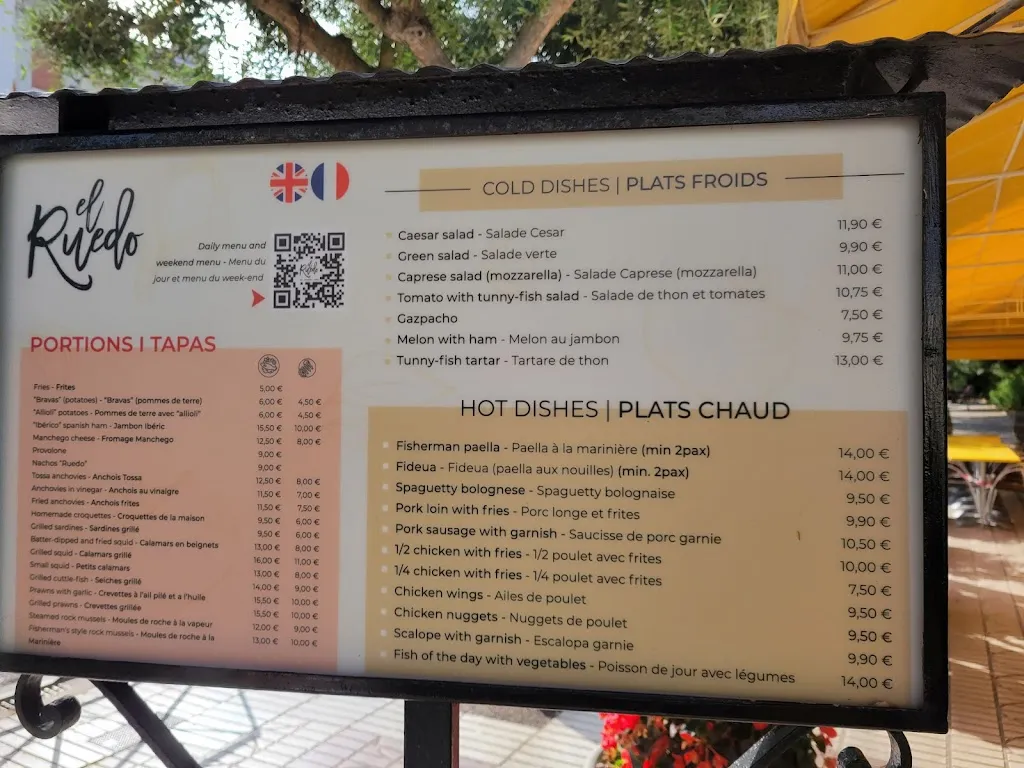 el
Ruedo
Daily menu and
weekend menu - Menu du
jour et menu du week-end
PORTIONS I TAPAS
Fries - Frites 5,00 €
"Bravas" (potatoes) - "Bravas" (pommes de terre) 6,00 € 4,50 €
"Allioli" potatoes - Pommes de terre avec "allioli" 6,00 € 4,50 €
"Ibérico" spanish ham - Jambon Ibéric 15,50 € 10,00 €
Manchego cheese - Fromage Manchego 12,50 € 8,00 €
Provolone 9,00 €
Nachos "Ruedo" 9,00 €
Tossa anchovies - Anchois Tossa 12,50 € 8,00 €
Anchovies in vinegar - Anchois au vinaigre 11,50 € 7,00 €
Fried anchovies - Anchois frites 11,50 € 7,50 €
Homemade croquettes - Croquettes de la maison 9,50 € 6,00 €
Grilled sardines - Sardines grillé 9,50 € 6,00 €
Batter-dipped and fried squid - Calamars en beignets 13,00 € 8,00 €
Grilled squid - Calamars grillé 16,00 € 11,00 €
Small squid - Petits calamars 13,00 € 8,00 €
Grilled cuttle-fish - Seiches grillé 14,00 € 9,00 €
Prawns with garlic - Crevettes à l'ail pilé et a l'huile 15,50 € 10,00 €
Grilled prawns - Crevettes grillée 15,50 € 10,00 €
Steamed rock mussels - Moules de roche à la vapeur 12,00 € 9,00 €
Fisherman's style rock mussels - Moules de roche à la 13,00 € 10,00 €
Marinière
COLD DISHES | PLATS FROIDS
Caesar salad - Salade Cesar 11,90 €
Green salad - Salade verte 9,90 €
Caprese salad (mozzarella) - Salade Caprese (mozzarella) 11,00 €
Tomato with tunny-fish salad - Salade de thon et tomates 10,75 €
Gazpacho 7,50 €
Melon with ham - Melon au jambon 9,75 €
Tunny-fish tartar - Tartare de thon 13,00 €
HOT DISHES | PLATS CHAUD
Fisherman paella - Paella à la marinière (min 2pax) 14,00 €
Fideua - Fideua (paella aux nouilles) (min. 2pax) 14,00 €
Spaguetty bolognese - Spaguetty bolognaise 9,50 €
Pork loin with fries - Porc longe et frites 9,90 €
Pork sausage with garnish - Saucisse de porc garnie 10,50 €
1/2 chicken with fries - 1/2 poulet avec frites 10,00 €
1/4 chicken with fries - 1/4 poulet avec frites 7,50 €
Chicken wings - Ailes de poulet 9,50 €
Chicken nuggets - Nuggets de poulet 9,50 €
Scalope with garnish - Escalopa garnie 9,90 €
Fish of the day with vegetables - Poisson de jour avec légumes 14,00 €